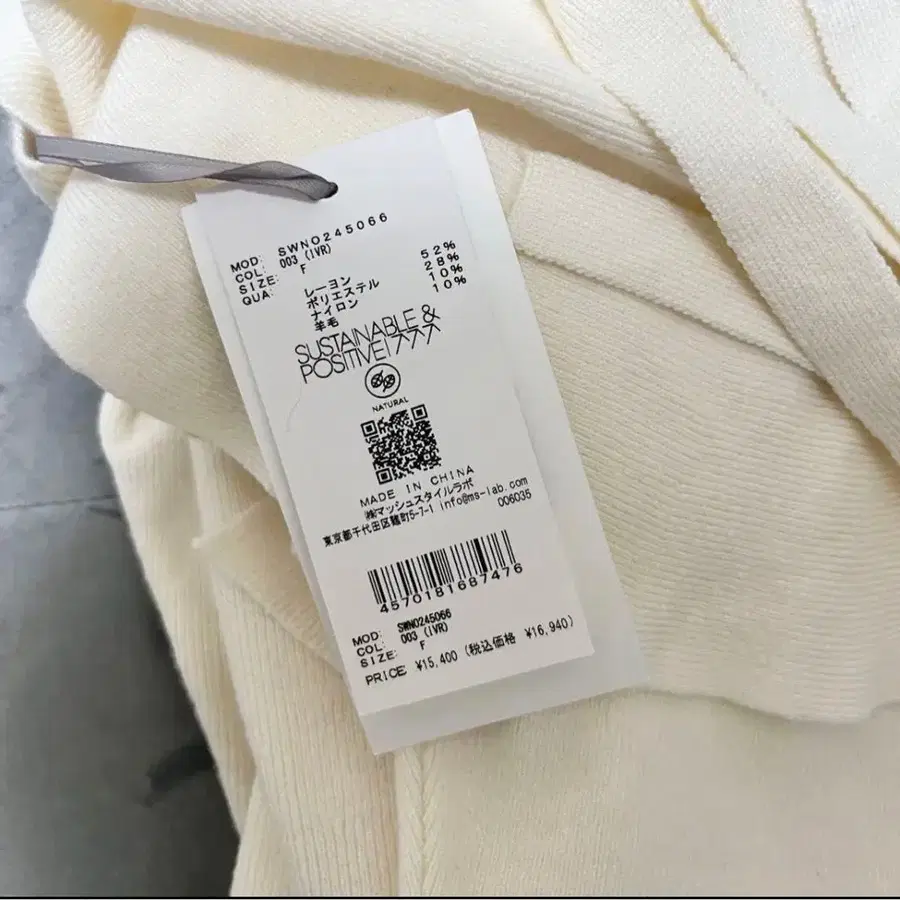 MOD: SWNO245066
COL: 003 (IVR)
SIZE: F
QUA: レーヨン 52%
ポリエステル 28%
ナイロン 10%
羊毛 10%
SUSTAINABLE &
POSITIVE! ↗↗↗
NATURAL
MADE IN CHINA
㈱マッシュスタイルラボ
東京都千代田区麹町5-7-1 info@ms-lab.com
006035
4570181687476
MOD: SWNO245066
COL: 003 (IVR)
SIZE: F
PRICE ¥15,400 (税込価格 ¥16,940)